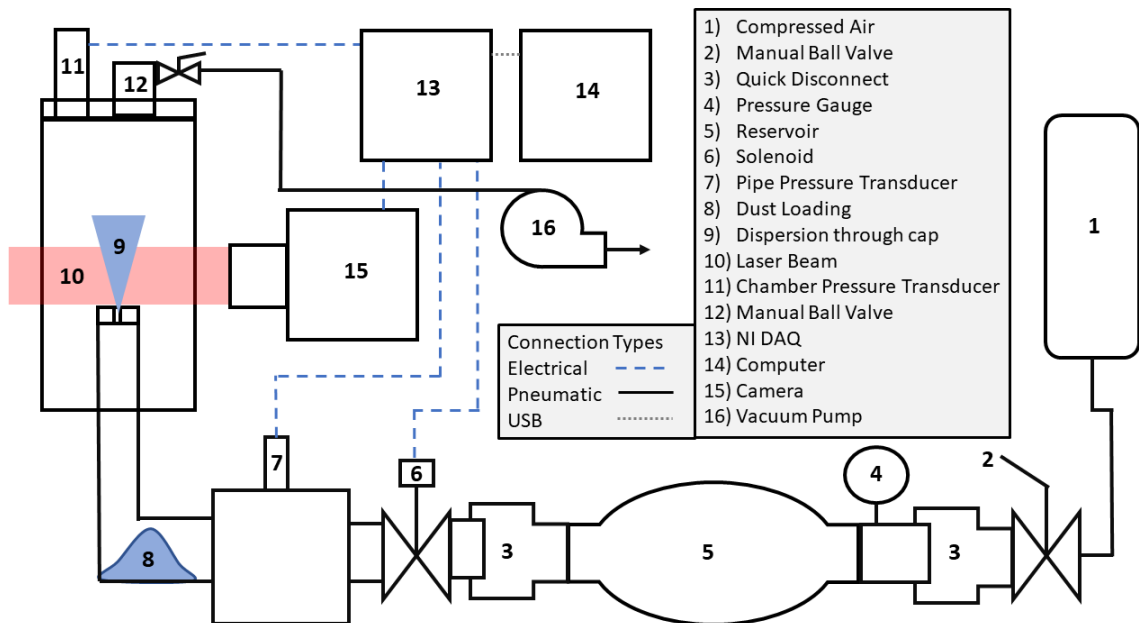 1) Compressed Air
2) Manual Ball Valve
3) Quick Disconnect
4) Pressure Gauge
5) Reservoir
6) Solenoid
7) Pipe Pressure Transducer
8) Dust Loading
9) Dispersion through cap
10) Laser Beam
11) Chamber Pressure Transducer
12) Manual Ball Valve
13) NI DAQ
14) Computer
15) Camera
16) Vacuum Pump
Connection Types
Electrical
Pneumatic
USB
11
12
13
14
1
9
10
15
16
7
6
4
2
8
3
5
3